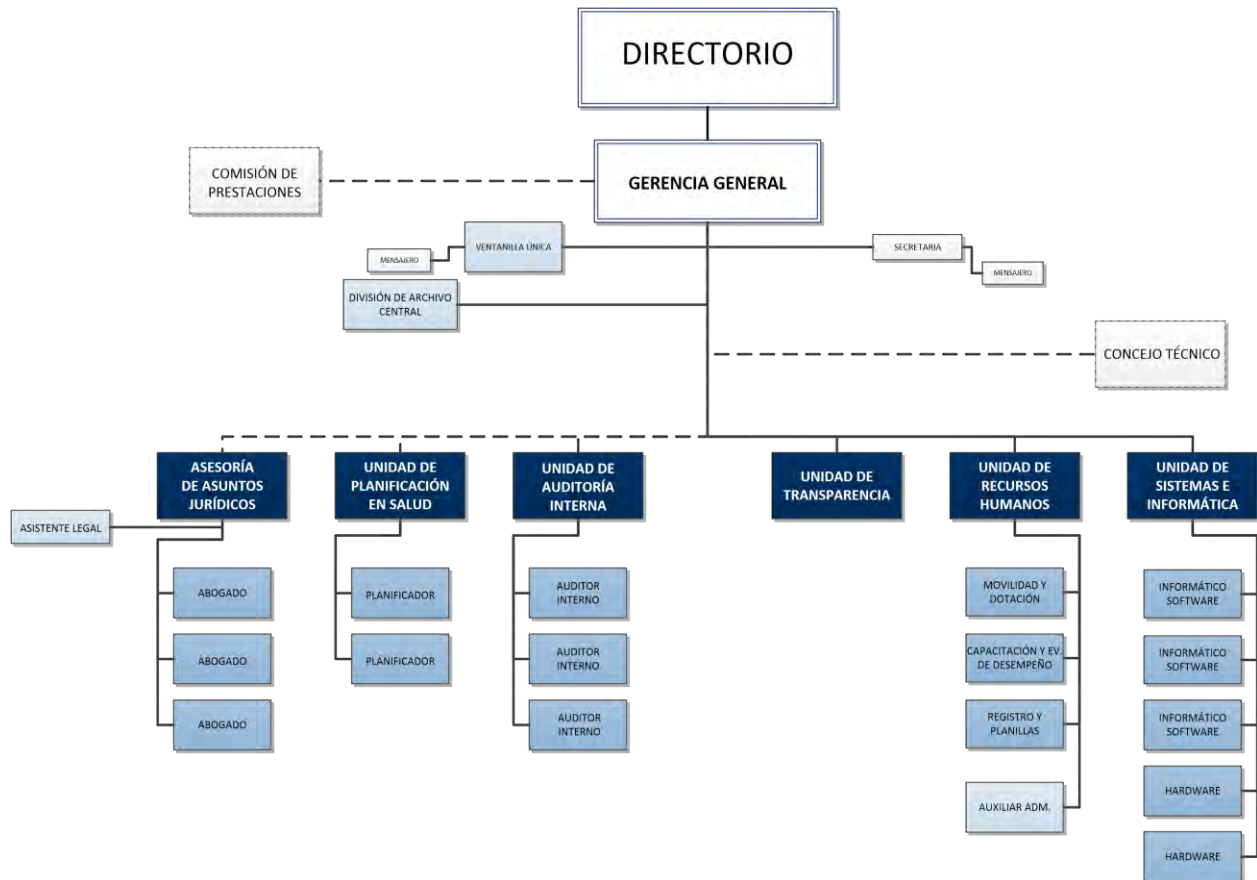 DIRECTORIO
COMISIÓN DE
PRESTACIONES
GERENCIA GENERAL
VENTANILLA ÚNICA
SECRETARIA
MENSAJERO
MENSAJERO
DIVISIÓN DE ARCHIVO
CENTRAL
CONCEJO TÉCNICO
ASESORÍA
DE ASUNTOS
JURÍDICOS
UNIDAD DE
PLANIFICACIÓN
EN SALUD
UNIDAD DE
AUDITORÍA
INTERNA
UNIDAD DE
TRANSPARENCIA
UNIDAD DE
RECURSOS
HUMANOS
UNIDAD DE
SISTEMAS E
INFORMÁTICA
ASISTENTE LEGAL
ABOGADO
PLANIFICADOR
AUDITOR
INTERNO
MOVILIDAD Y
DOTACIÓN
INFORMÁTICO
SOFTWARE
ABOGADO
PLANIFICADOR
AUDITOR
INTERNO
CAPACITACIÓN Y EV.
DE DESEMPEÑO
INFORMÁTICO
SOFTWARE
ABOGADO
AUDITOR
INTERNO
REGISTRO Y
PLANILLAS
INFORMÁTICO
SOFTWARE
AUXILIAR ADM.
HARDWARE
HARDWARE